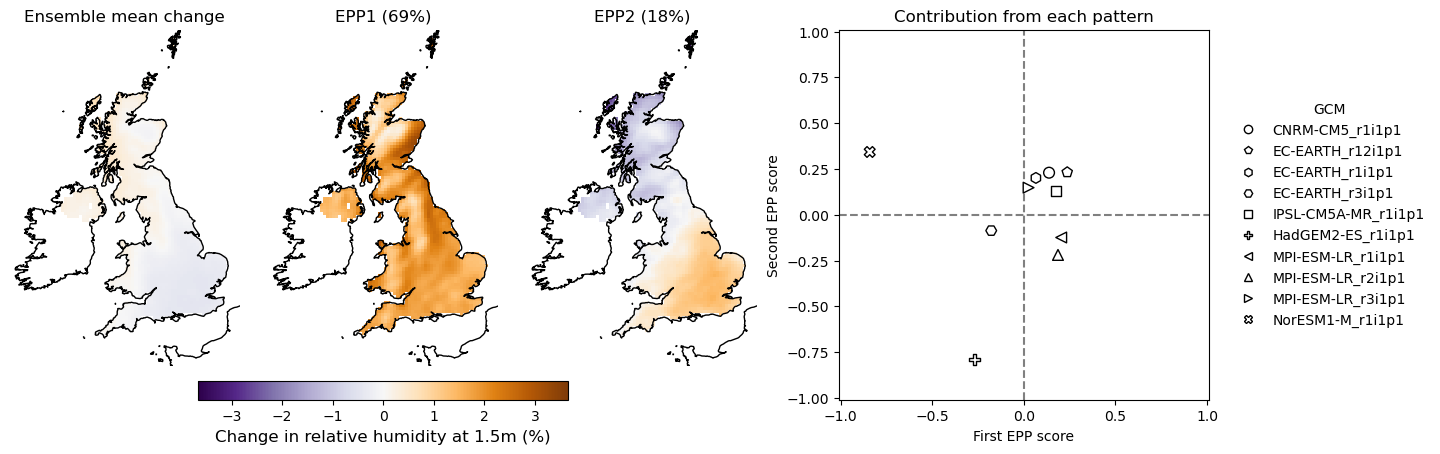 Ensemble mean change
EPP1 (69%)
EPP2 (18%)
Contribution from each pattern
−3 −2 −1 0 1 2 3
Change in relative humidity at 1.5m (%)
Second EPP score
1.00
0.75
0.50
0.25
0.00
−0.25
−0.50
−0.75
−1.00
−1.0 −0.5 0.0 0.5 1.0
First EPP score
GCM
CNRM-CM5_r1i1p1
EC-EARTH_r12i1p1
EC-EARTH_r1i1p1
EC-EARTH_r3i1p1
IPSL-CM5A-MR_r1i1p1
HadGEM2-ES_r1i1p1
MPI-ESM-LR_r1i1p1
MPI-ESM-LR_r2i1p1
MPI-ESM-LR_r3i1p1
NorESM1-M_r1i1p1